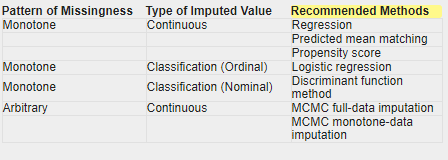 Pattern of Missingness Type of Imputed Value Recommended Methods
Monotone Continuous Regression
Predicted mean matching
Propensity score
Monotone Classification (Ordinal) Logistic regression
Monotone Classification (Nominal) Discriminant function
method
Arbitrary Continuous MCMC full-data imputation
MCMC monotone-data
imputation